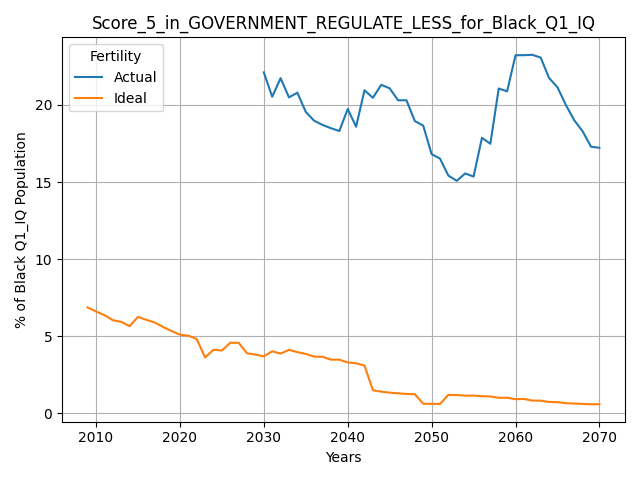 Score_5_in_GOVERNMENT_REGULATE_LESS_for_Black_Q1_IQ
Fertility
Actual
Ideal
% of Black Q1_IQ Population
20
15
10
5
0
2010 2020 2030 2040 2050 2060 2070
Years